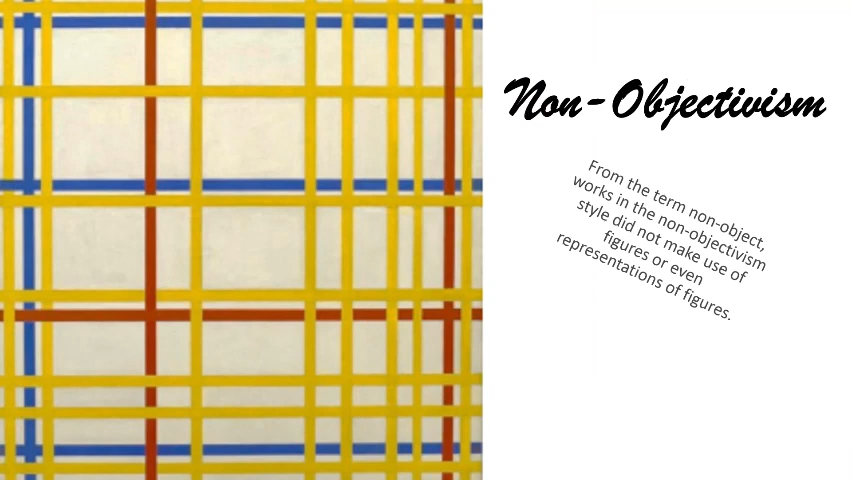 Non-Objectivism
From the term non-object,
works in the non-objectivism
style did not make use of
figures or even
representations of figures.